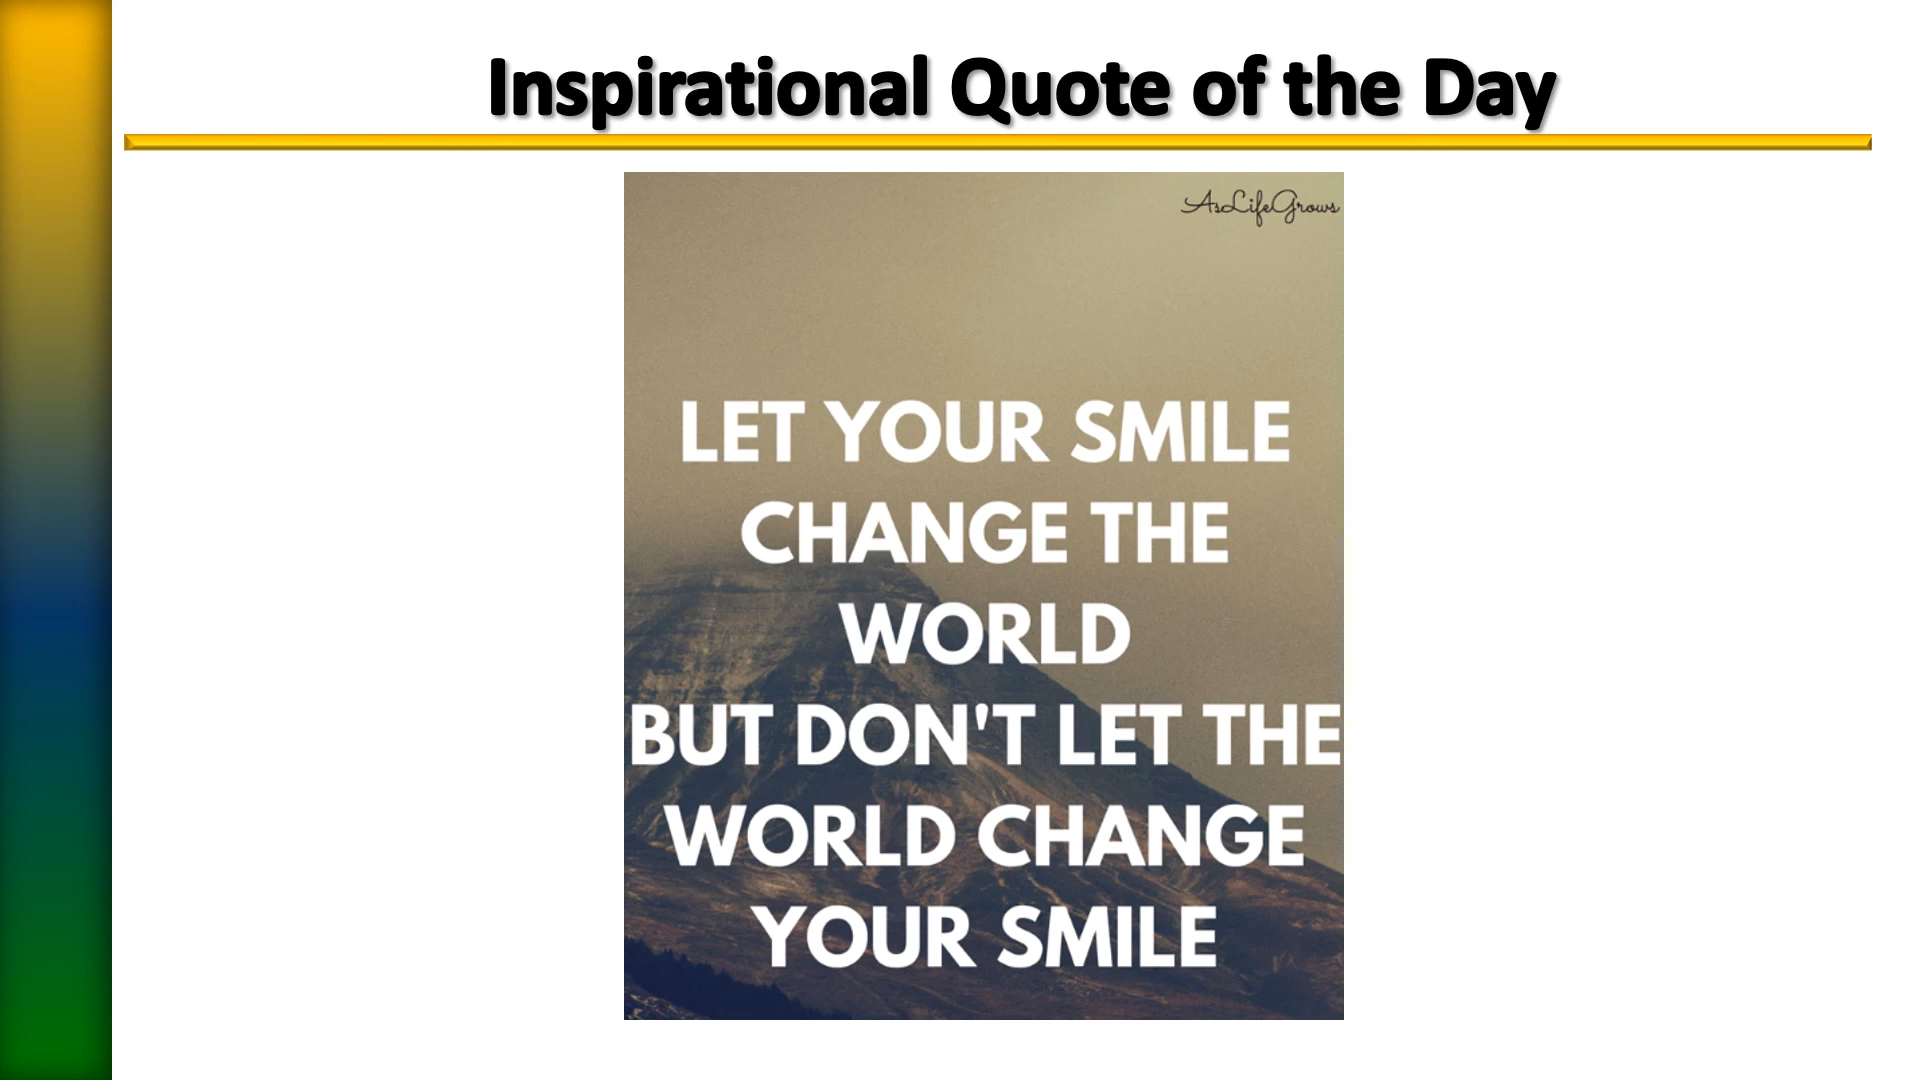 Inspirational Quote of the Day
AsLifeGrows
LET YOUR SMILE
CHANGE THE
WORLD
BUT DON'T LET THE
WORLD CHANGE
YOUR SMILE